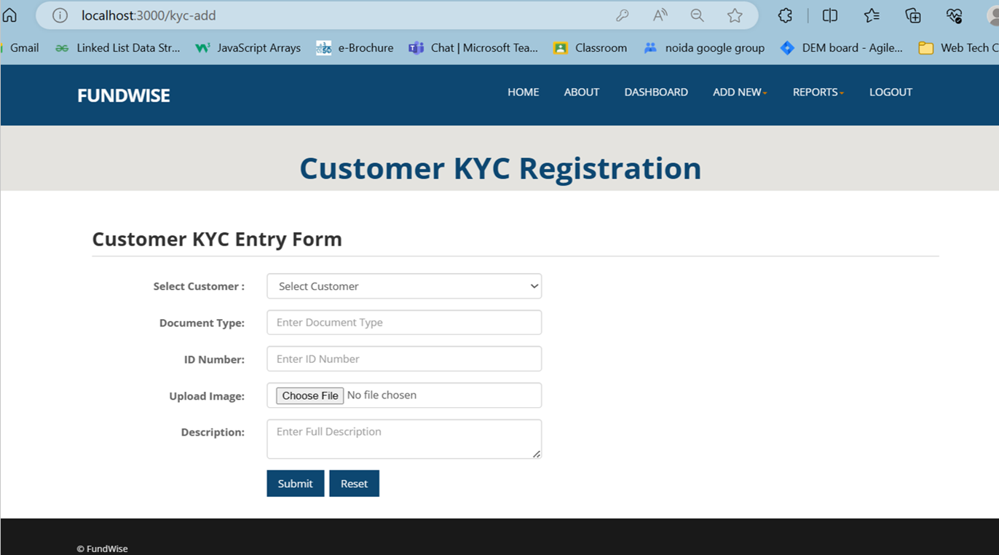 localhost:3000/kyc-add
Gmail Linked List Data Str... JavaScript Arrays e-Brochure Chat | Microsoft Tea... Classroom noida google group DEM board - Agile... Web Tech C
FUNDWISE HOME ABOUT DASHBOARD ADD NEW REPORTS LOGOUT
Customer KYC Registration
Customer KYC Entry Form
Select Customer : Select Customer
Document Type: Enter Document Type
ID Number: Enter ID Number
Upload Image: Choose File No file chosen
Description: Enter Full Description
Submit Reset
© FundWise